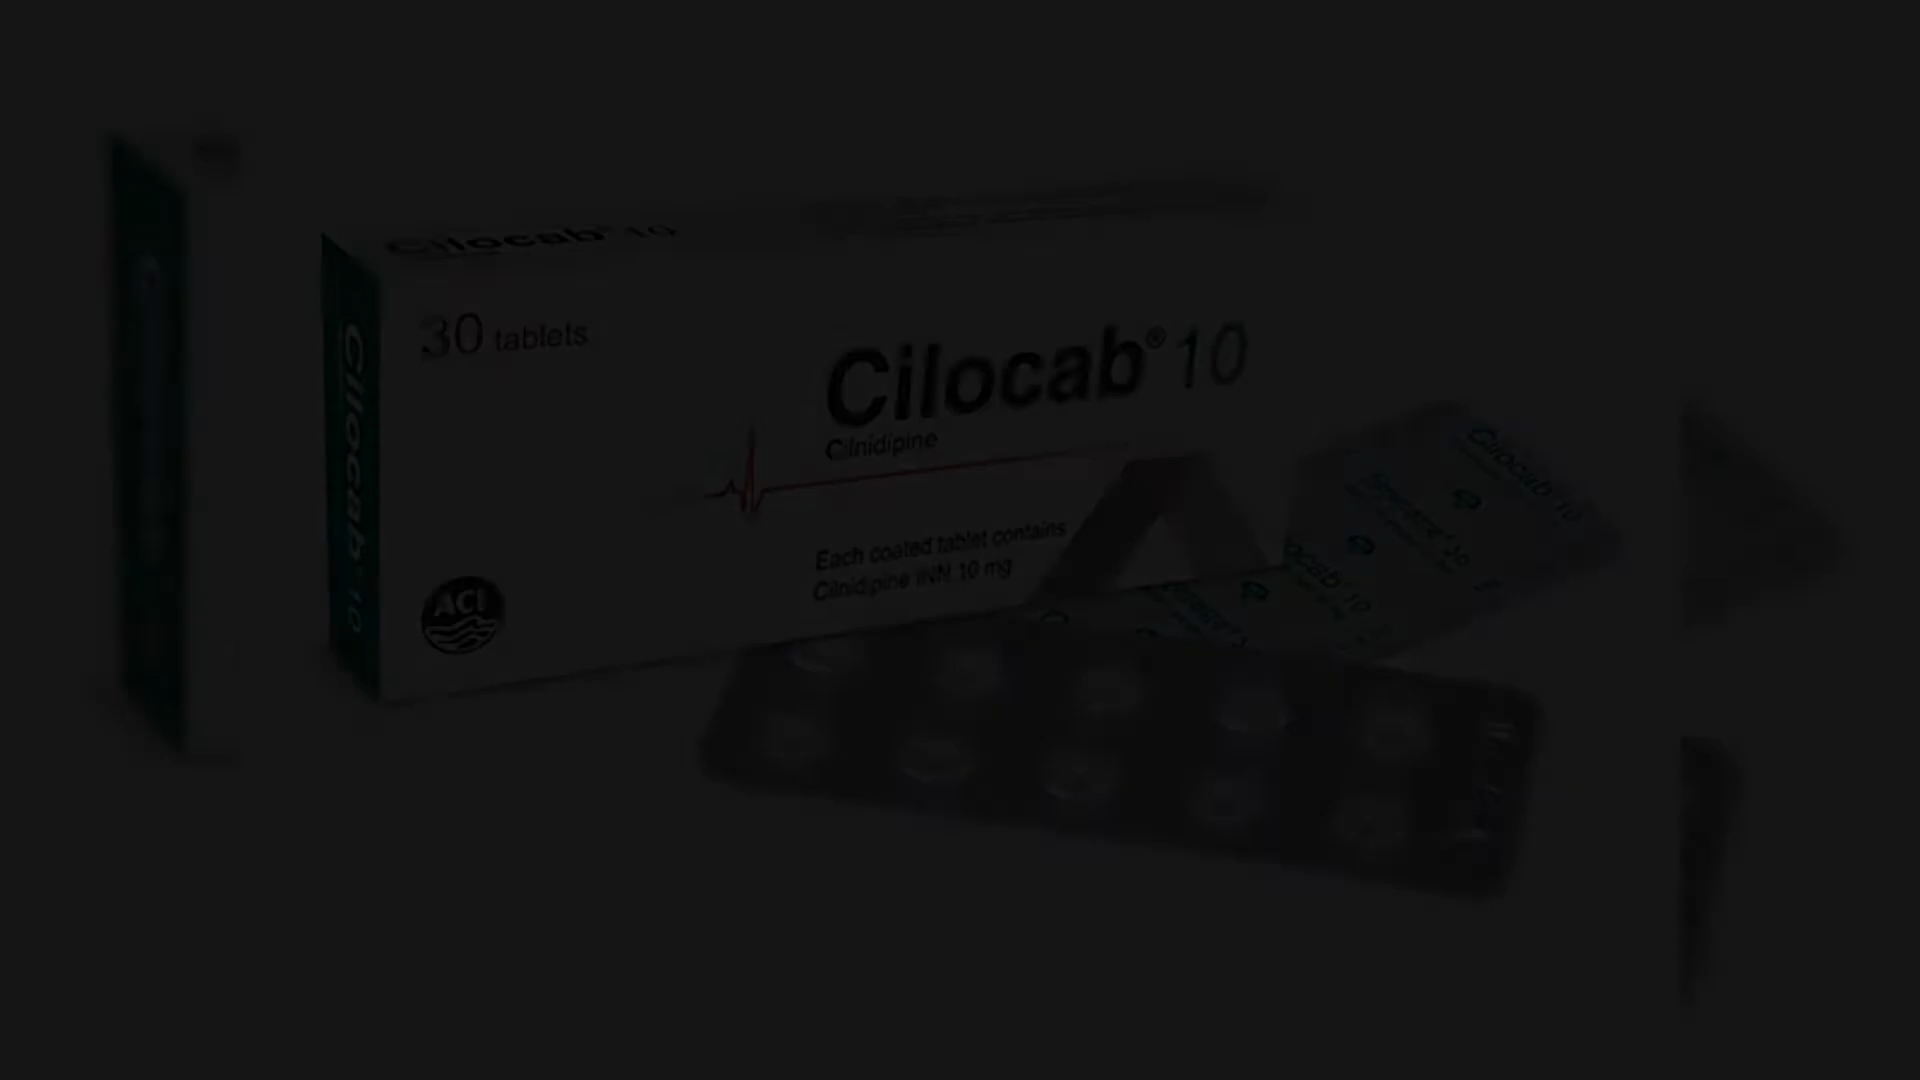 Cilocab® 10
30 tablets
Cilocab® 10
Cilnidipine
Each coated tablet contains
Cilnidipine INN 10 mg
ACI
Cilocab® 10
Cilocab® 10
ocab® 10